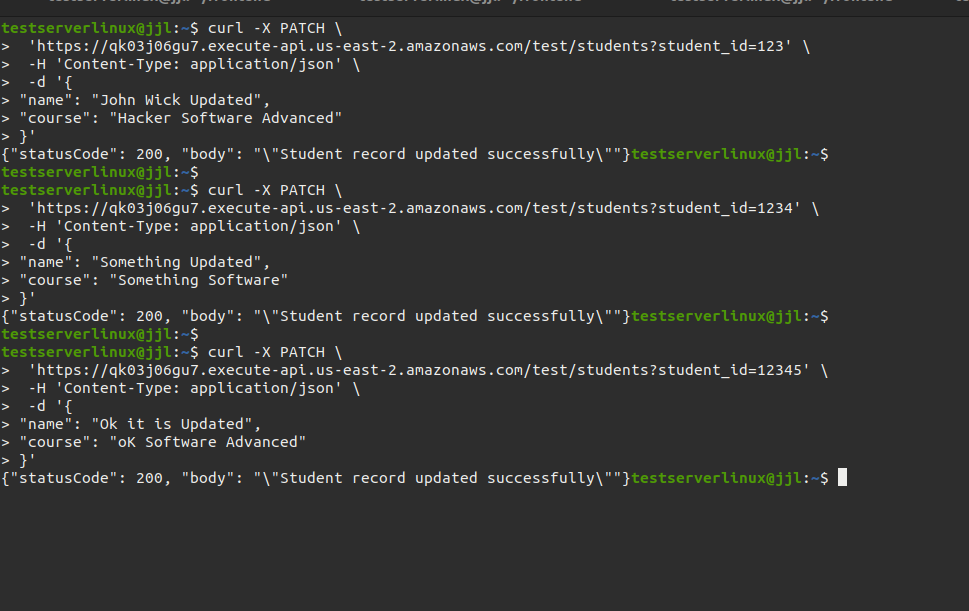 testserverlinux@jjl:~$ curl -X PATCH \
>  'https://qk03j06gu7.execute-api.us-east-2.amazonaws.com/test/students?student_id=123' \
>  -H 'Content-Type: application/json' \
>  -d '{
> "name": "John Wick Updated",
> "course": "Hacker Software Advanced"
> }'
{"statusCode": 200, "body": "\"Student record updated successfully\""}testserverlinux@jjl:~$
testserverlinux@jjl:~$
testserverlinux@jjl:~$ curl -X PATCH \
>  'https://qk03j06gu7.execute-api.us-east-2.amazonaws.com/test/students?student_id=1234' \
>  -H 'Content-Type: application/json' \
>  -d '{
> "name": "Something Updated",
> "course": "Something Software"
> }'
{"statusCode": 200, "body": "\"Student record updated successfully\""}testserverlinux@jjl:~$
testserverlinux@jjl:~$
testserverlinux@jjl:~$ curl -X PATCH \
>  'https://qk03j06gu7.execute-api.us-east-2.amazonaws.com/test/students?student_id=12345' \
>  -H 'Content-Type: application/json' \
>  -d '{
> "name": "Ok it is Updated",
> "course": "oK Software Advanced"
> }'
{"statusCode": 200, "body": "\"Student record updated successfully\""}testserverlinux@jjl:~$